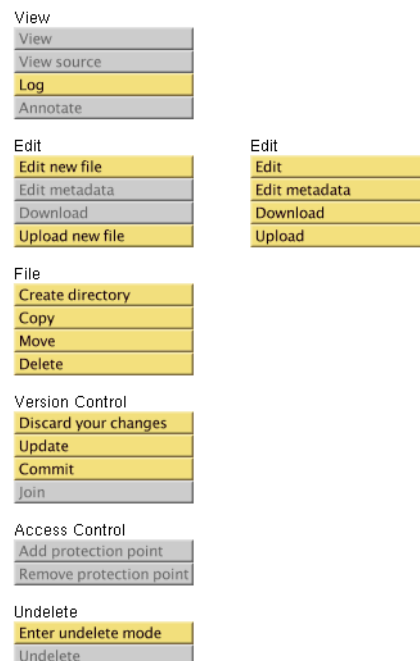 View
View
View source
Log
Annotate
Edit
Edit new file
Edit metadata
Download
Upload new file
Edit
Edit
Edit metadata
Download
Upload
File
Create directory
Copy
Move
Delete
Version Control
Discard your changes
Update
Commit
Join
Access Control
Add protection point
Remove protection point
Undelete
Enter undelete mode
Undelete